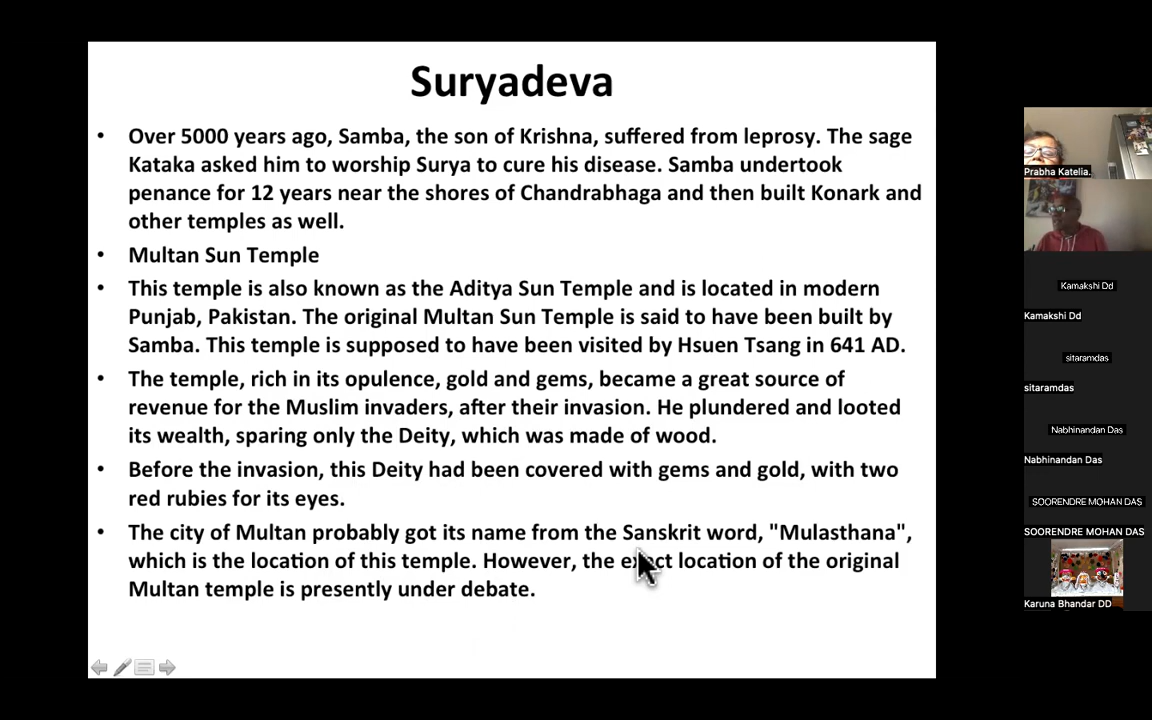 Suryadeva
• Over 5000 years ago, Samba, the son of Krishna, suffered from leprosy. The sage
Kataka asked him to worship Surya to cure his disease. Samba undertook
penance for 12 years near the shores of Chandrabhaga and then built Konark and
other temples as well.
• Multan Sun Temple
• This temple is also known as the Aditya Sun Temple and is located in modern
Punjab, Pakistan. The original Multan Sun Temple is said to have been built by
Samba. This temple is supposed to have been visited by Hsuen Tsang in 641 AD.
• The temple, rich in its opulence, gold and gems, became a great source of
revenue for the Muslim invaders, after their invasion. He plundered and looted
its wealth, sparing only the Deity, which was made of wood.
• Before the invasion, this Deity had been covered with gems and gold, with two
red rubies for its eyes.
• The city of Multan probably got its name from the Sanskrit word, "Mulasthana",
which is the location of this temple. However, the exact location of the original
Multan temple is presently under debate.
Prabha Katelia.
Kamakshi Dd
Kamakshi Dd
sitaramdas
sitaramdas
Nabhinandan Das
Nabhinandan Das
SOORENDRE MOHAN DAS
SOORENDRE MOHAN DAS
Karuna Bhandar DD